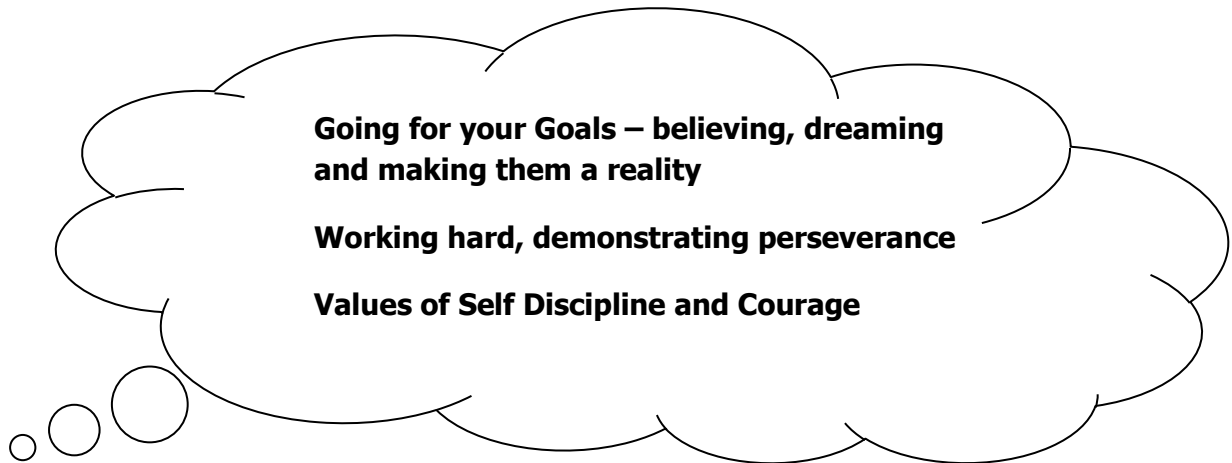 Going for your Goals – believing, dreaming
and making them a reality
Working hard, demonstrating perseverance
Values of Self Discipline and Courage